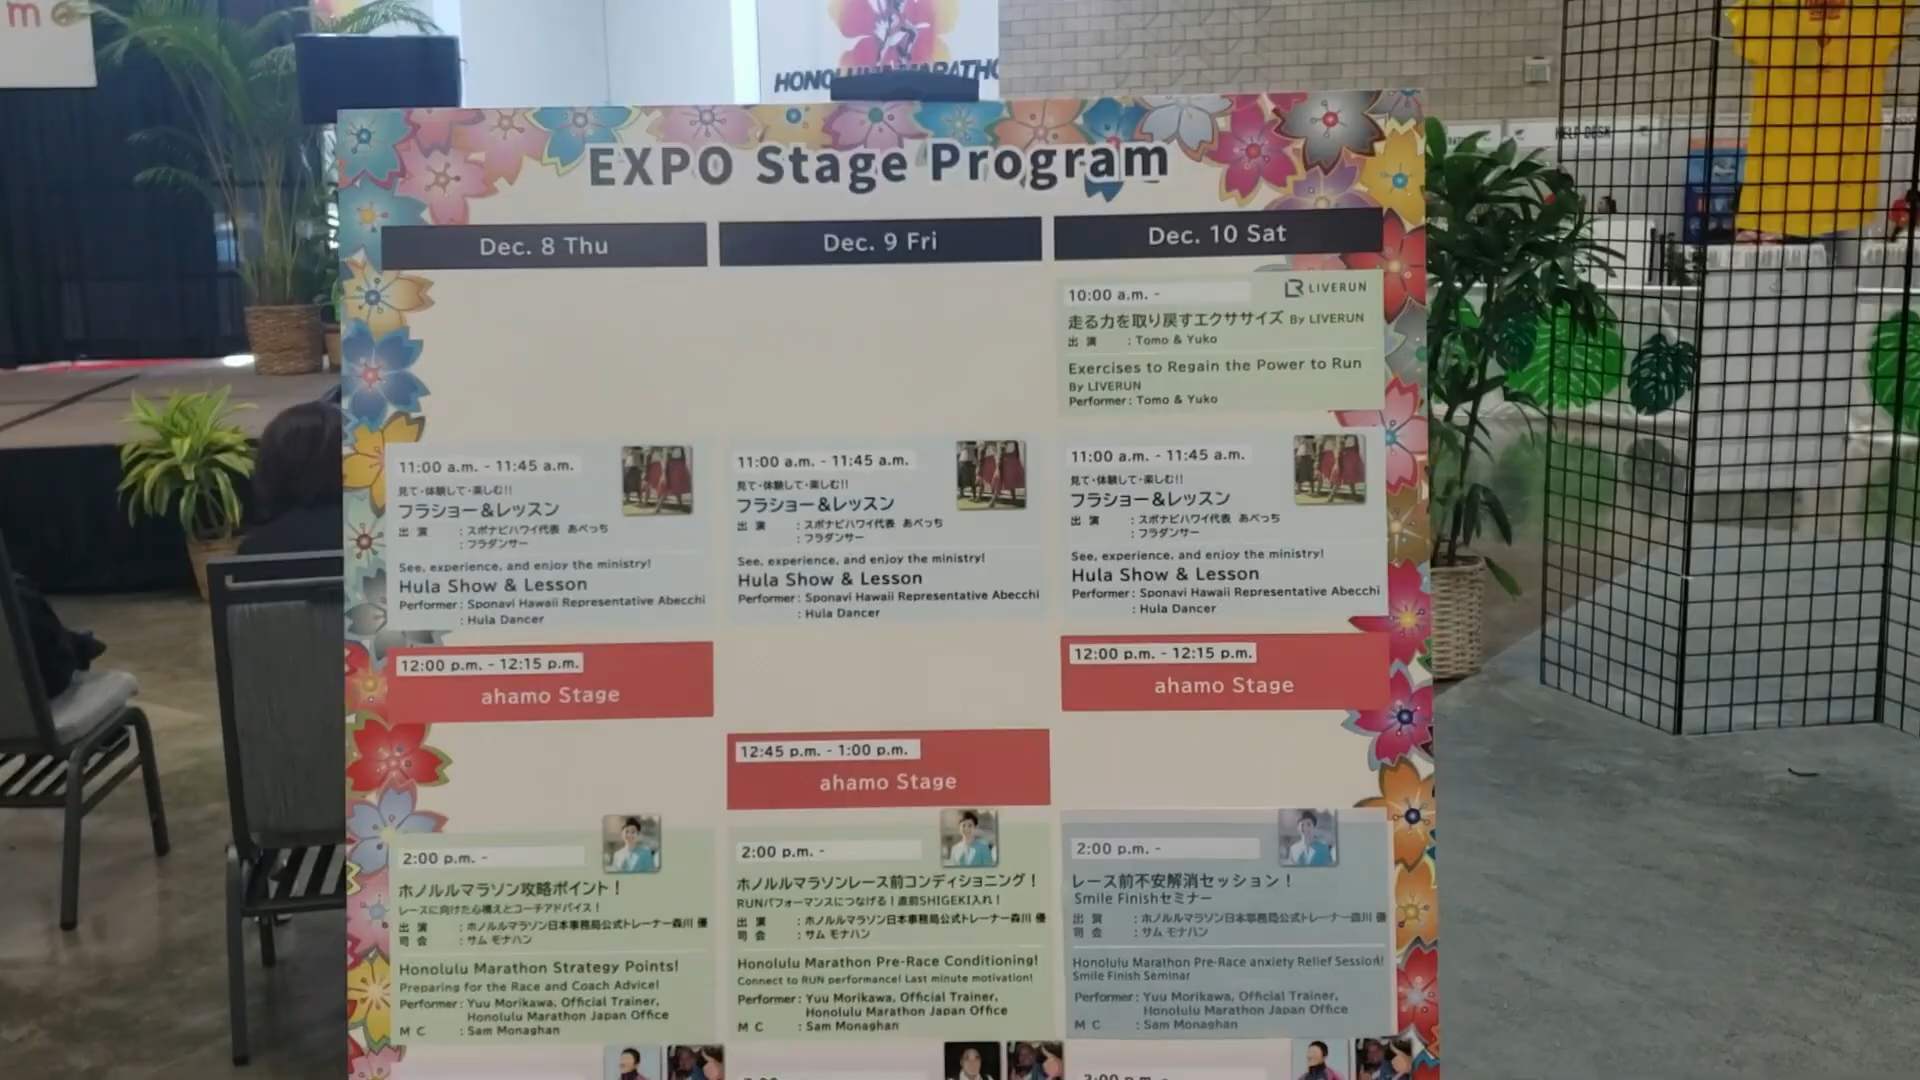 HONOLULU MARATHO
HELP DESK
EXPO Stage Program
Dec. 8 Thu
11:00 a.m. - 11:45 a.m.
見て・体験して・楽しむ!!
フラショー＆レッスン
出 演 : スポナビハワイ代表 あべっち
: フラダンサー
See, experience, and enjoy the ministry!
Hula Show & Lesson
Performer : Sponavi Hawaii Representative Abecchi
: Hula Dancer
12:00 p.m. - 12:15 p.m.
ahamo Stage
2:00 p.m. -
ホノルルマラソン攻略ポイント！
レースに向けた心構えとコーチアドバイス！
出 演 : ホノルルマラソン日本事務局公式トレーナー森川 優
司 会 : サム モナハン
Honolulu Marathon Strategy Points!
Preparing for the Race and Coach Advice!
Performer : Yuu Morikawa, Official Trainer,
Honolulu Marathon Japan Office
M C : Sam Monaghan
Dec. 9 Fri
11:00 a.m. - 11:45 a.m.
見て・体験して・楽しむ!!
フラショー＆レッスン
出 演 : スポナビハワイ代表 あべっち
: フラダンサー
See, experience, and enjoy the ministry!
Hula Show & Lesson
Performer : Sponavi Hawaii Representative Abecchi
: Hula Dancer
12:45 p.m. - 1:00 p.m.
ahamo Stage
2:00 p.m. -
ホノルルマラソンレース前コンディショニング！
RUNパフォーマンスにつなげる！直前SHIGEKI入れ！
出 演 : ホノルルマラソン日本事務局公式トレーナー森川 優
司 会 : サム モナハン
Honolulu Marathon Pre-Race Conditioning!
Connect to RUN performance! Last minute motivation!
Performer : Yuu Morikawa, Official Trainer,
Honolulu Marathon Japan Office
M C : Sam Monaghan
Dec. 10 Sat
10:00 a.m. -
LIVERUN
走る力を取り戻すエクササイズ By LIVERUN
出 演 : Tomo & Yuko
Exercises to Regain the Power to Run
By LIVERUN
Performer : Tomo & Yuko
11:00 a.m. - 11:45 a.m.
見て・体験して・楽しむ!!
フラショー＆レッスン
出 演 : スポナビハワイ代表 あべっち
: フラダンサー
See, experience, and enjoy the ministry!
Hula Show & Lesson
Performer : Sponavi Hawaii Representative Abecchi
: Hula Dancer
12:00 p.m. - 12:15 p.m.
ahamo Stage
2:00 p.m. -
レース前不安解消セッション！
Smile Finishセミナー
出 演 : ホノルルマラソン日本事務局公式トレーナー森川 優
司 会 : サム モナハン
Honolulu Marathon Pre-Race anxiety Relief Session!
Smile Finish Seminar
Performer : Yuu Morikawa, Official Trainer,
Honolulu Marathon Japan Office
M C : Sam Monaghan